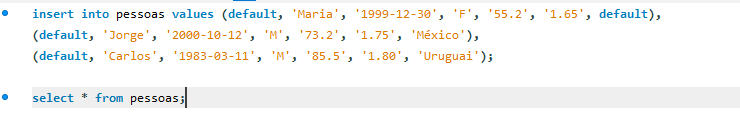 insert into pessoas values (default, 'Maria', '1999-12-30', 'F', '55.2', '1.65', default),
(default, 'Jorge', '2000-10-12', 'M', '73.2', '1.75', 'México'),
(default, 'Carlos', '1983-03-11', 'M', '85.5', '1.80', 'Uruguai');
select * from pessoas;